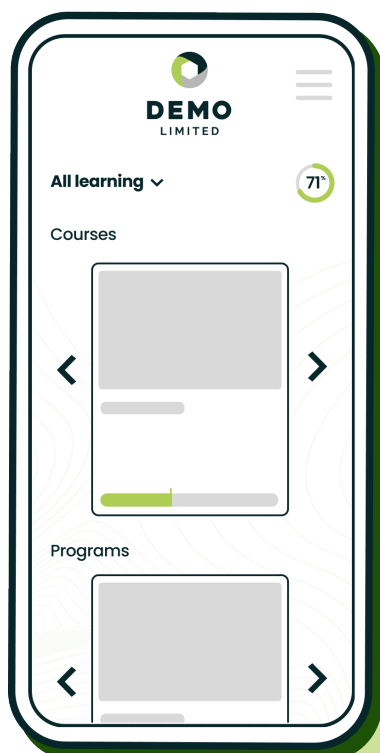 DEMO
LIMITED
All learning
71%
Courses
Programs